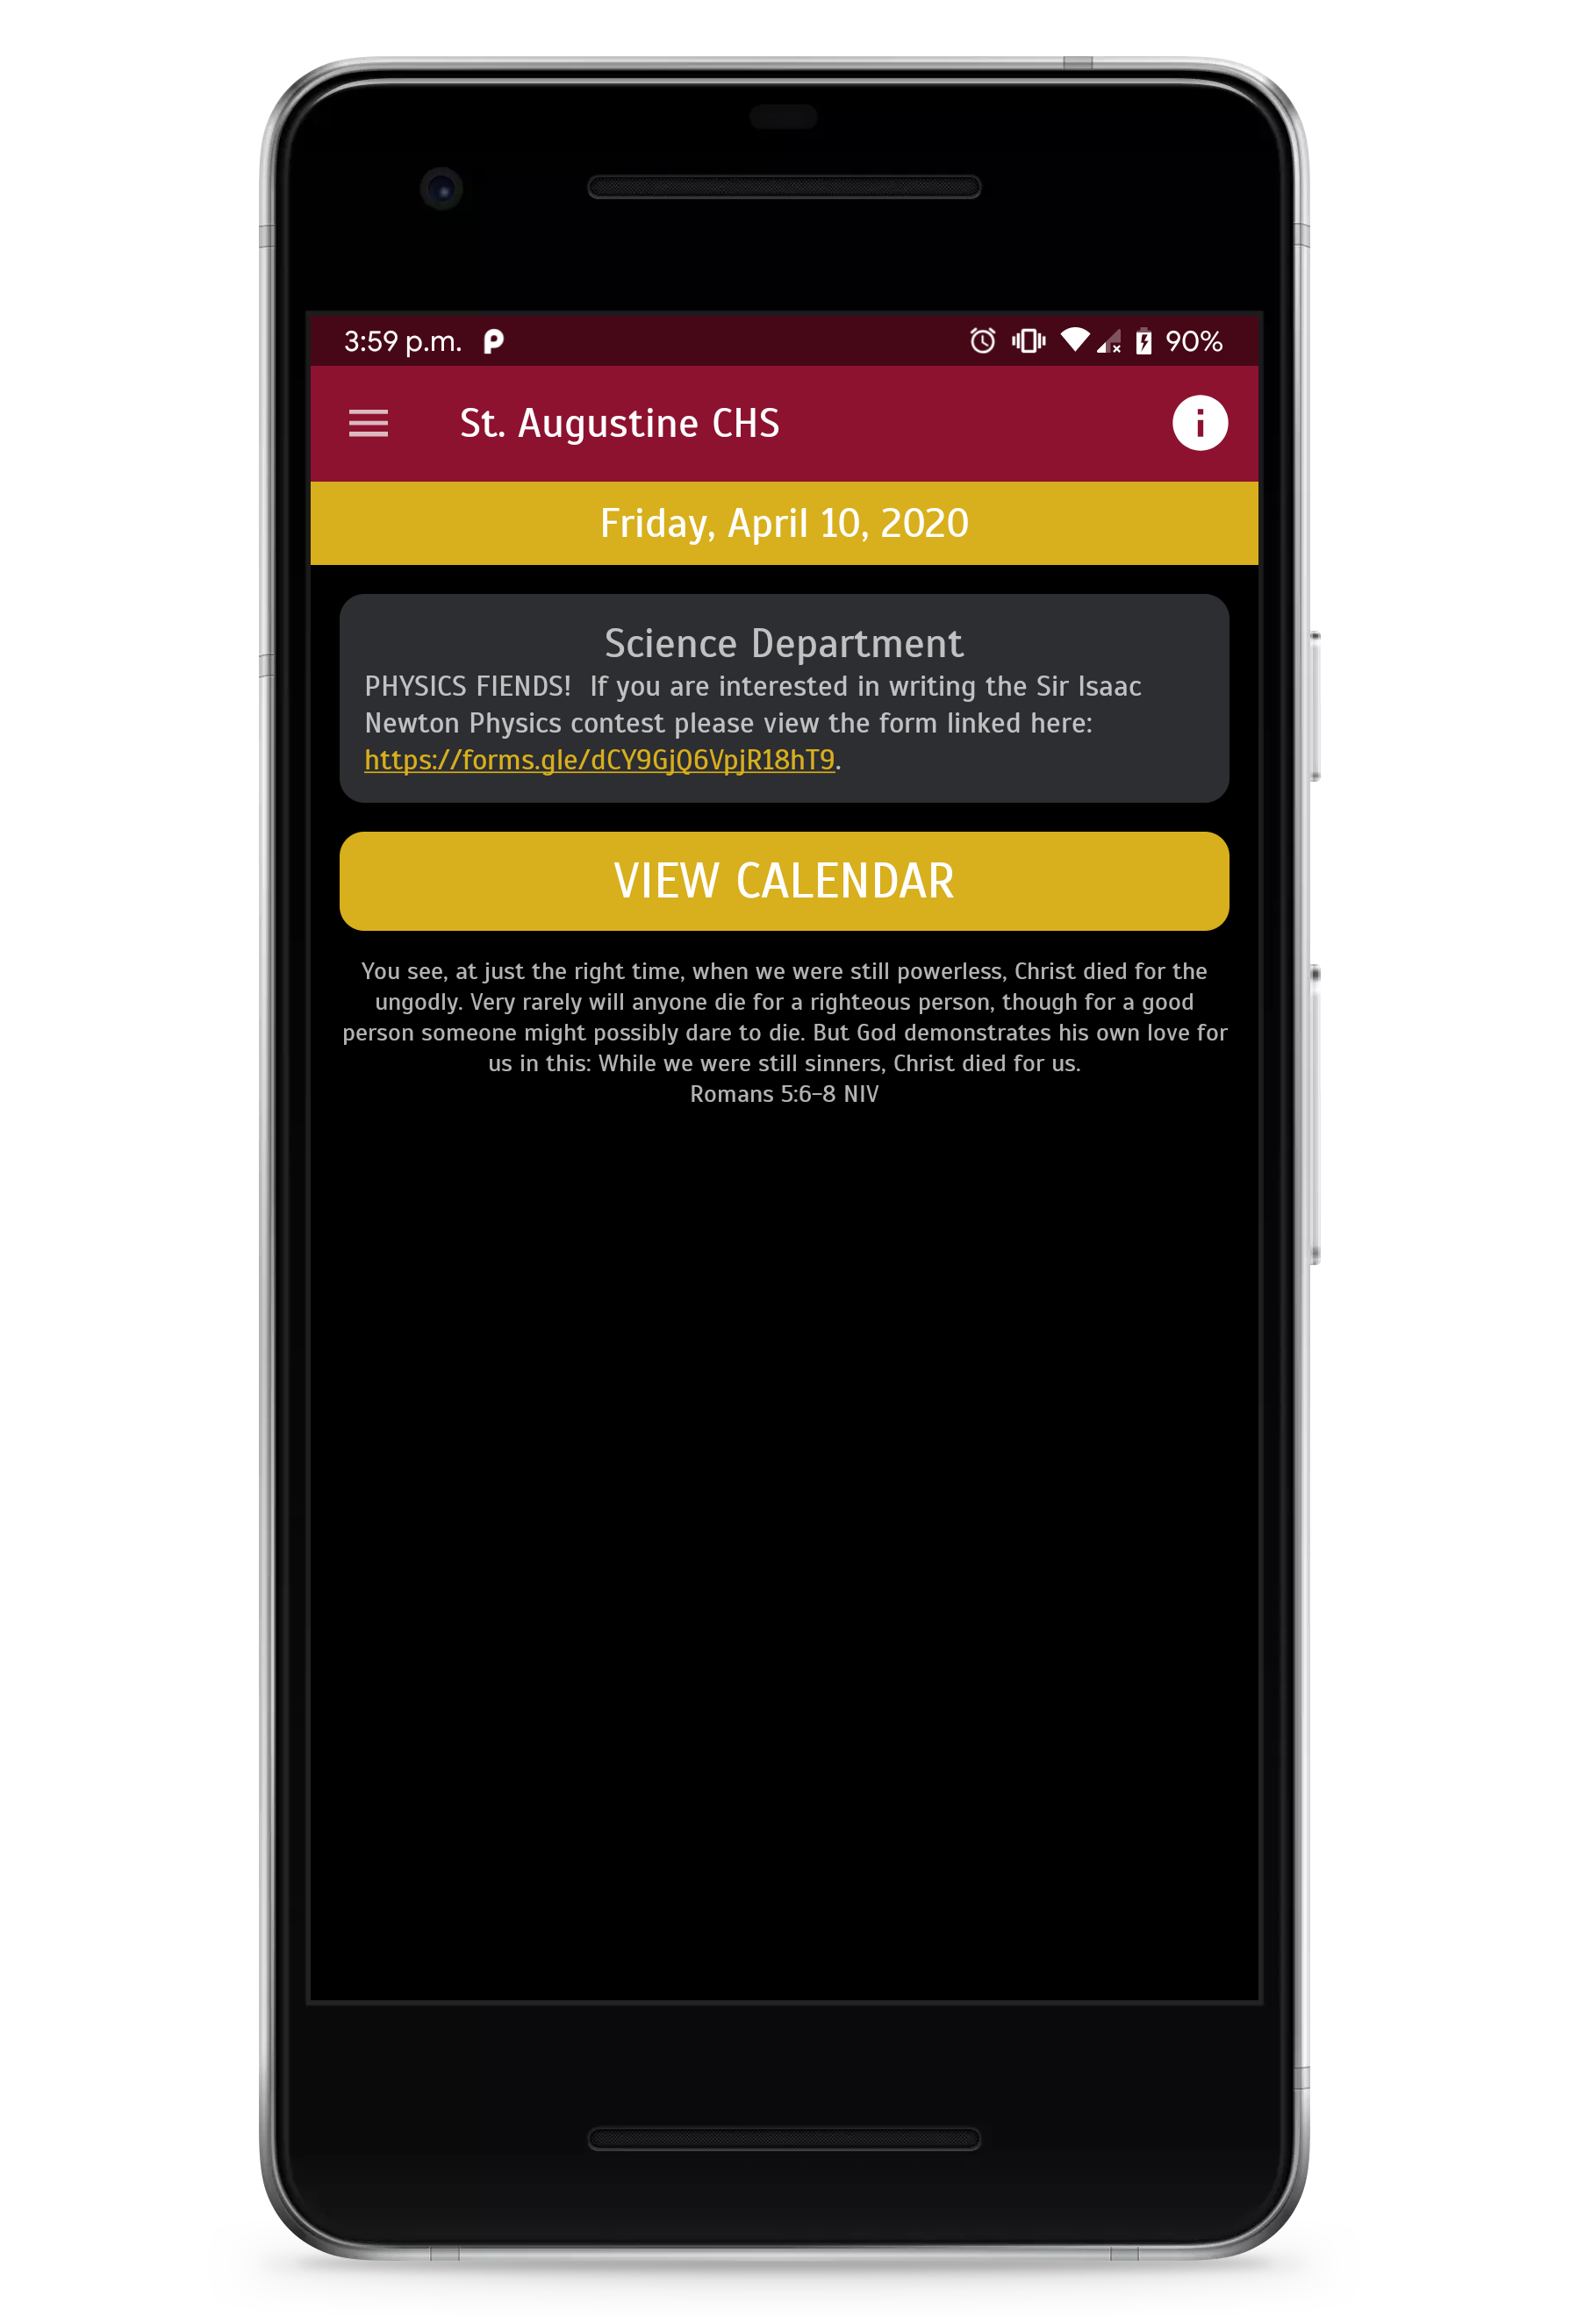 3:59 p.m. 90%
St. Augustine CHS
Friday, April 10, 2020
Science Department
PHYSICS FIENDS!  If you are interested in writing the Sir Isaac
Newton Physics contest please view the form linked here:
https://forms.gle/dCY9GjQ6VpjR18hT9.
VIEW CALENDAR
You see, at just the right time, when we were still powerless, Christ died for the
ungodly. Very rarely will anyone die for a righteous person, though for a good
person someone might possibly dare to die. But God demonstrates his own love for
us in this: While we were still sinners, Christ died for us.
Romans 5:6-8 NIV